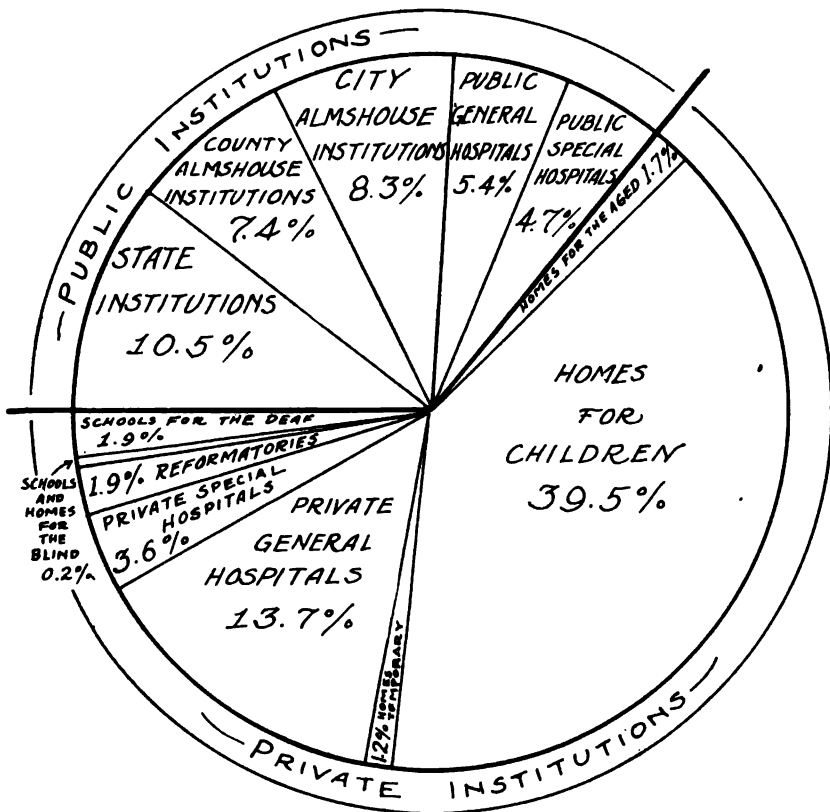 PUBLIC INSTITUTIONS
CITY
ALMSHOUSE
INSTITUTIONS
8.3%
PUBLIC
GENERAL
HOSPITALS
5.4%
PUBLIC
SPECIAL
HOSPITALS
4.7%
COUNTY
ALMSHOUSE
INSTITUTIONS
7.4%
STATE
INSTITUTIONS
10.5%
HOMES FOR THE AGED 1.7%
HOMES
FOR
CHILDREN
39.5%
SCHOOLS FOR THE DEAF
1.9%
SCHOOLS
AND
HOMES
FOR
THE
BLIND
0.2%
1.9% REFORMATORIES
PRIVATE SPECIAL
HOSPITALS
3.6%
PRIVATE
GENERAL
HOSPITALS
13.7%
1.2% HOMES
TEMPORARY
PRIVATE INSTITUTIONS